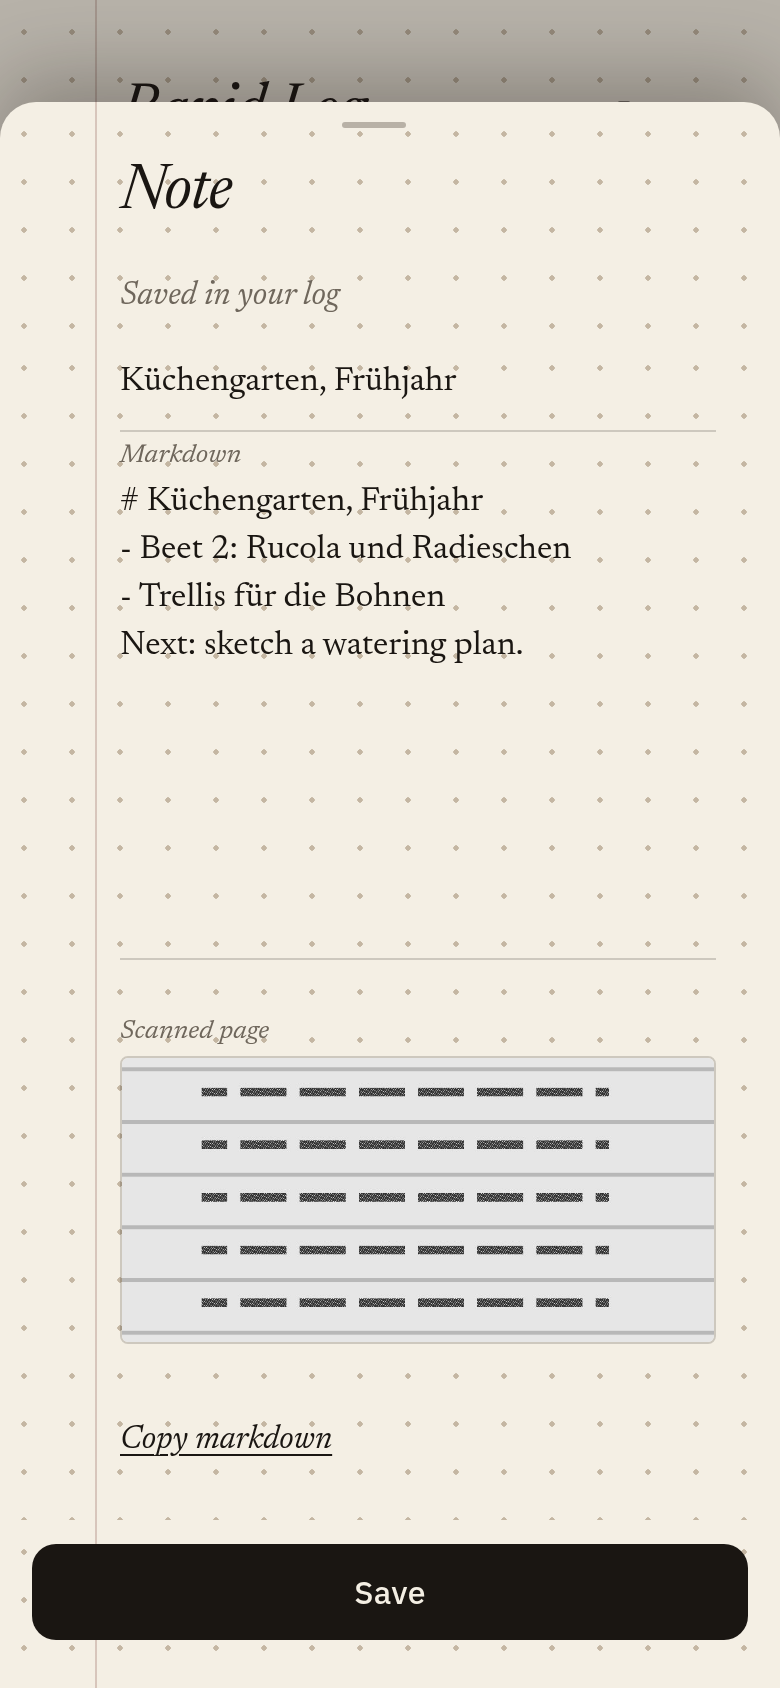 Note
Saved in your log
Küchengarten, Frühjahr
Markdown
# Küchengarten, Frühjahr
- Beet 2: Rucola und Radieschen
- Trellis für die Bohnen
Next: sketch a watering plan.
Scanned page
Copy markdown
Save